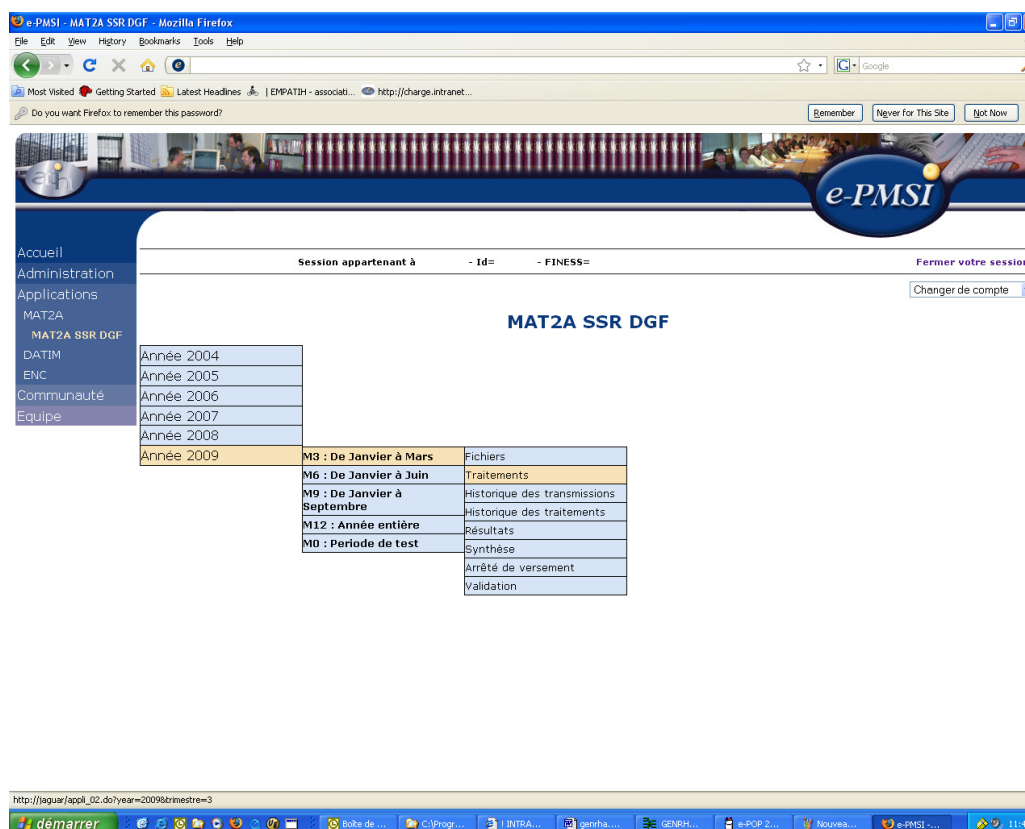 e-PMSI - MAT2A SSR DGF - Mozilla Firefox
File Edit View History Bookmarks Tools Help
Google
Most Visited Getting Started Latest Headlines | EMPATIH - associati... http://charge.intranet...
Do you want Firefox to remember this password? Remember Never for This Site Not Now
atih
e-PMSI
Accueil
Session appartenant à - Id= - FINESS= Fermer votre session
Administration
Applications
Changer de compte
MAT2A
MAT2A SSR DGF
MAT2A SSR DGF
DATIM
ENC
Communauté
Equipe
Année 2004
Année 2005
Année 2006
Année 2007
Année 2008
Année 2009
M3 : De Janvier à Mars
M6 : De Janvier à Juin
M9 : De Janvier à
Septembre
M12 : Année entière
M0 : Periode de test
Fichiers
Traitements
Historique des transmissions
Historique des traitements
Résultats
Synthèse
Arrêté de versement
Validation
http://jaguar/appli_02.do?year=2009&trimestre=3
démarrer Boîte de ... C:\Progr... ! INTRA... genrha.... GENRH... e-POP 2... Nouvea... e-PMSI -...